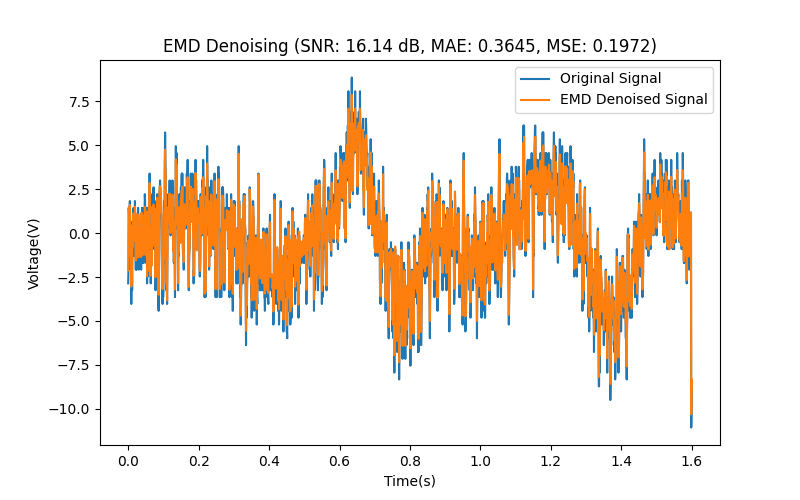 EMD Denoising (SNR: 16.14 dB, MAE: 0.3645, MSE: 0.1972)
Original Signal
EMD Denoised Signal
7.5
5.0
2.5
0.0
−2.5
−5.0
−7.5
−10.0
Voltage(V)
0.0 0.2 0.4 0.6 0.8 1.0 1.2 1.4 1.6
Time(s)